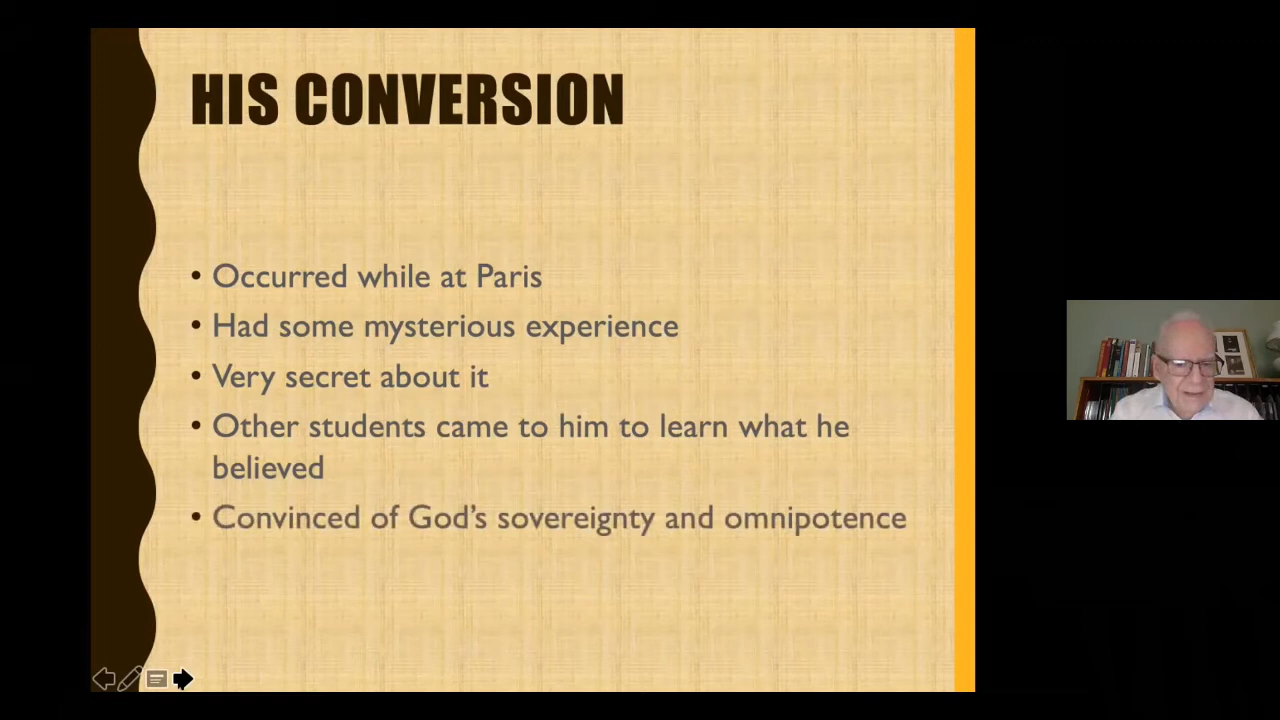 HIS CONVERSION
• Occurred while at Paris
• Had some mysterious experience
• Very secret about it
• Other students came to him to learn what he
believed
• Convinced of God's sovereignty and omnipotence